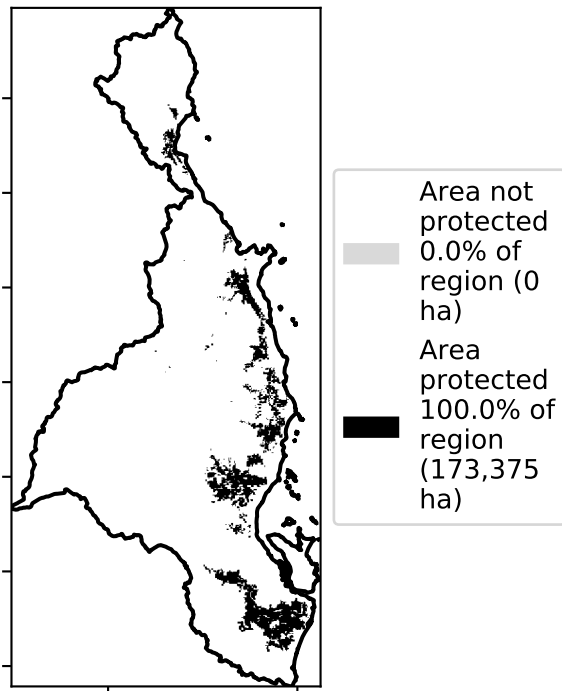 Area not
protected
0.0% of
region (0
ha)
Area
protected
100.0% of
region
(173,375
ha)